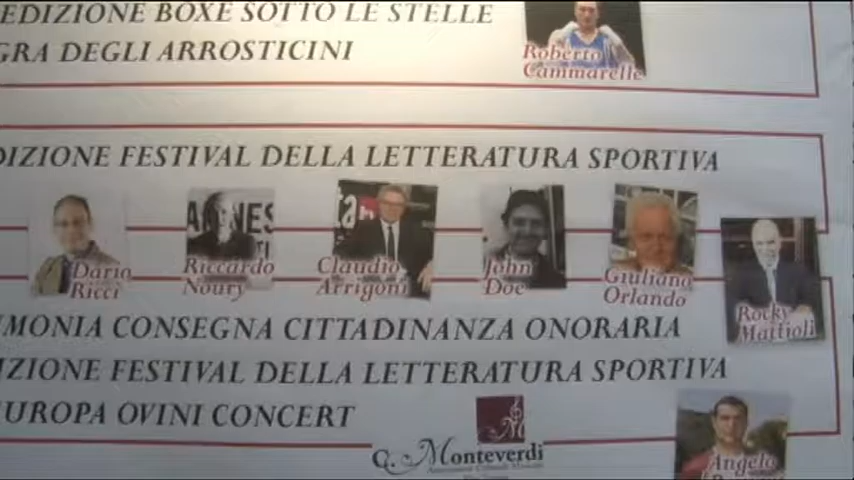 EDIZIONE BOXE SOTTO LE STELLE
GRA DEGLI ARROSTICINI
Roberto
Cammarelle
DIZIONE FESTIVAL DELLA LETTERATURA SPORTIVA
Dario
Ricci
Riccardo
Noury
Claudio
Arrigoni
John
Doe
Giuliano
Orlando
Rocky
Mattioli
MONIA CONSEGNA CITTADINANZA ONORARIA
IZIONE FESTIVAL DELLA LETTERATURA SPORTIVA
EUROPA OVINI CONCERT
C. Monteverdi
Angelo